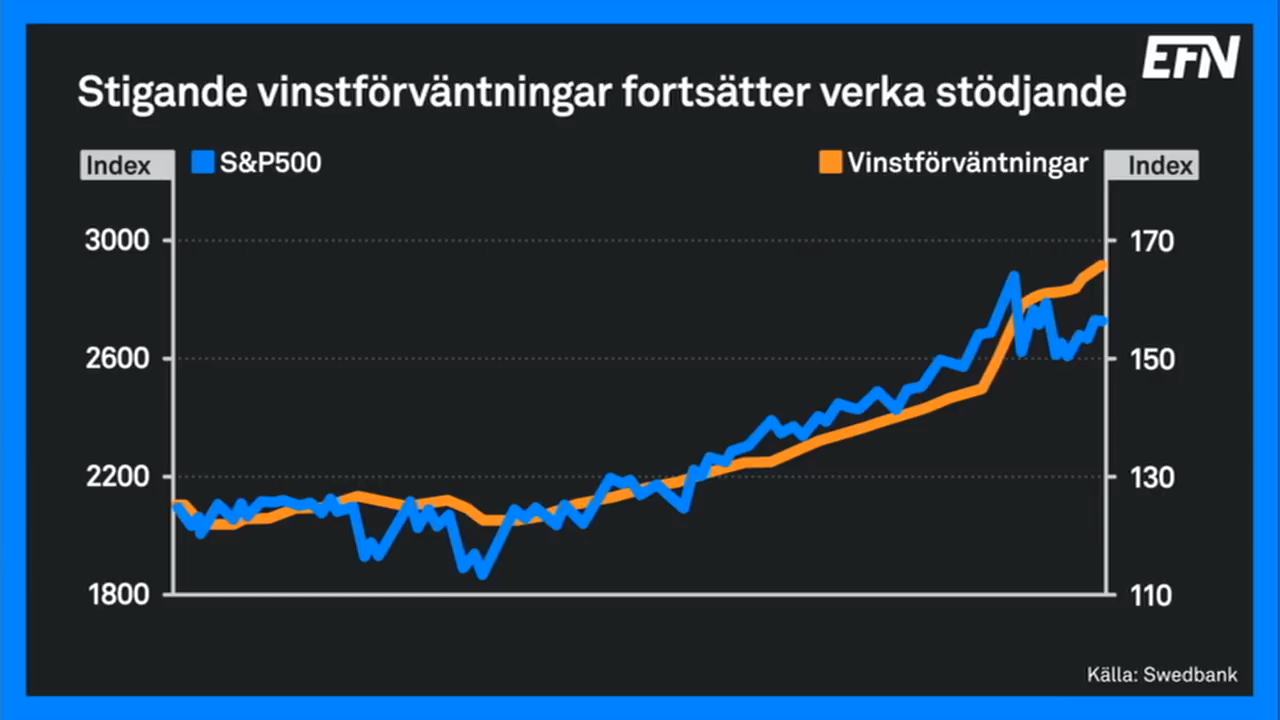 EFN
Stigande vinstförväntningar fortsätter verka stödjande
Index
S&P500
Vinstförväntningar
Index
3000
170
2600
150
2200
130
1800
110
Källa: Swedbank